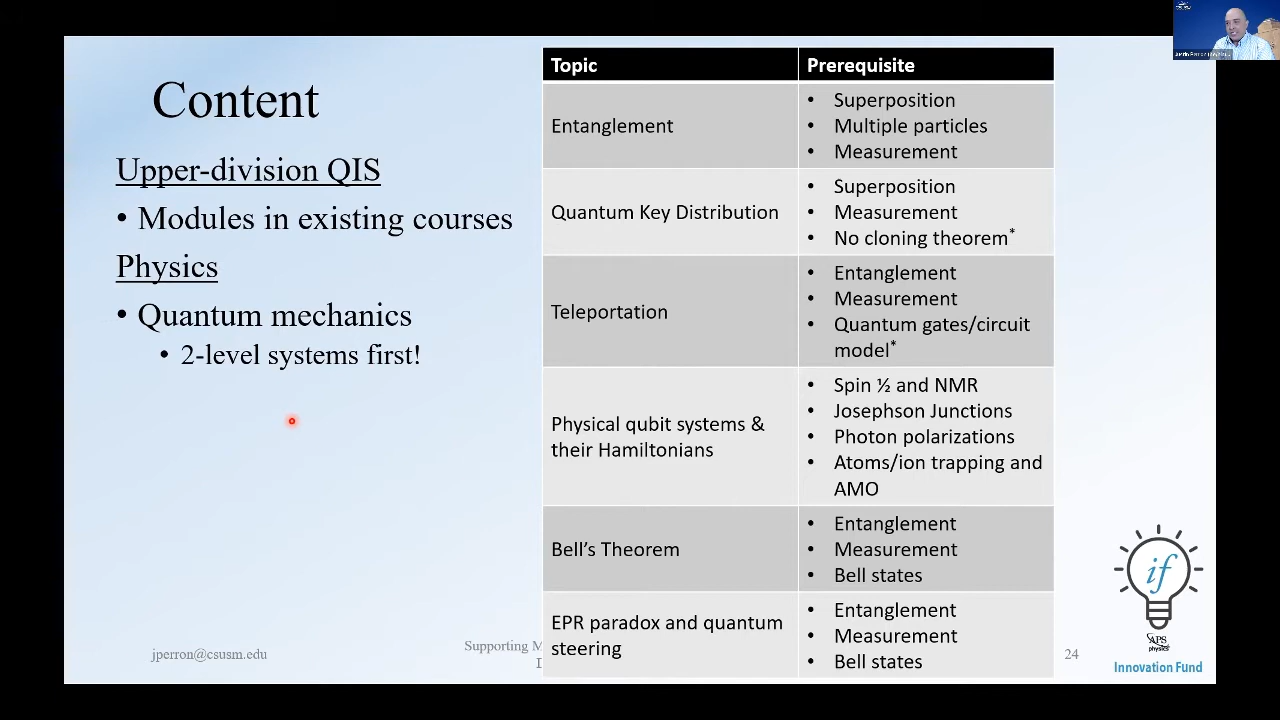 Content
Upper-division QIS
• Modules in existing courses
Physics
• Quantum mechanics
• 2-level systems first!
Topic Prerequisite
Entanglement
• Superposition
• Multiple particles
• Measurement
Quantum Key Distribution
• Superposition
• Measurement
• No cloning theorem*
Teleportation
• Entanglement
• Measurement
• Quantum gates/circuit
model*
Physical qubit systems &
their Hamiltonians
• Spin ½ and NMR
• Josephson Junctions
• Photon polarizations
• Atoms/ion trapping and
AMO
Bell's Theorem
• Entanglement
• Measurement
• Bell states
EPR paradox and quantum
steering
• Entanglement
• Measurement
• Bell states
jperron@csusm.edu
Supporting
24
if
APS
physics
Innovation Fund